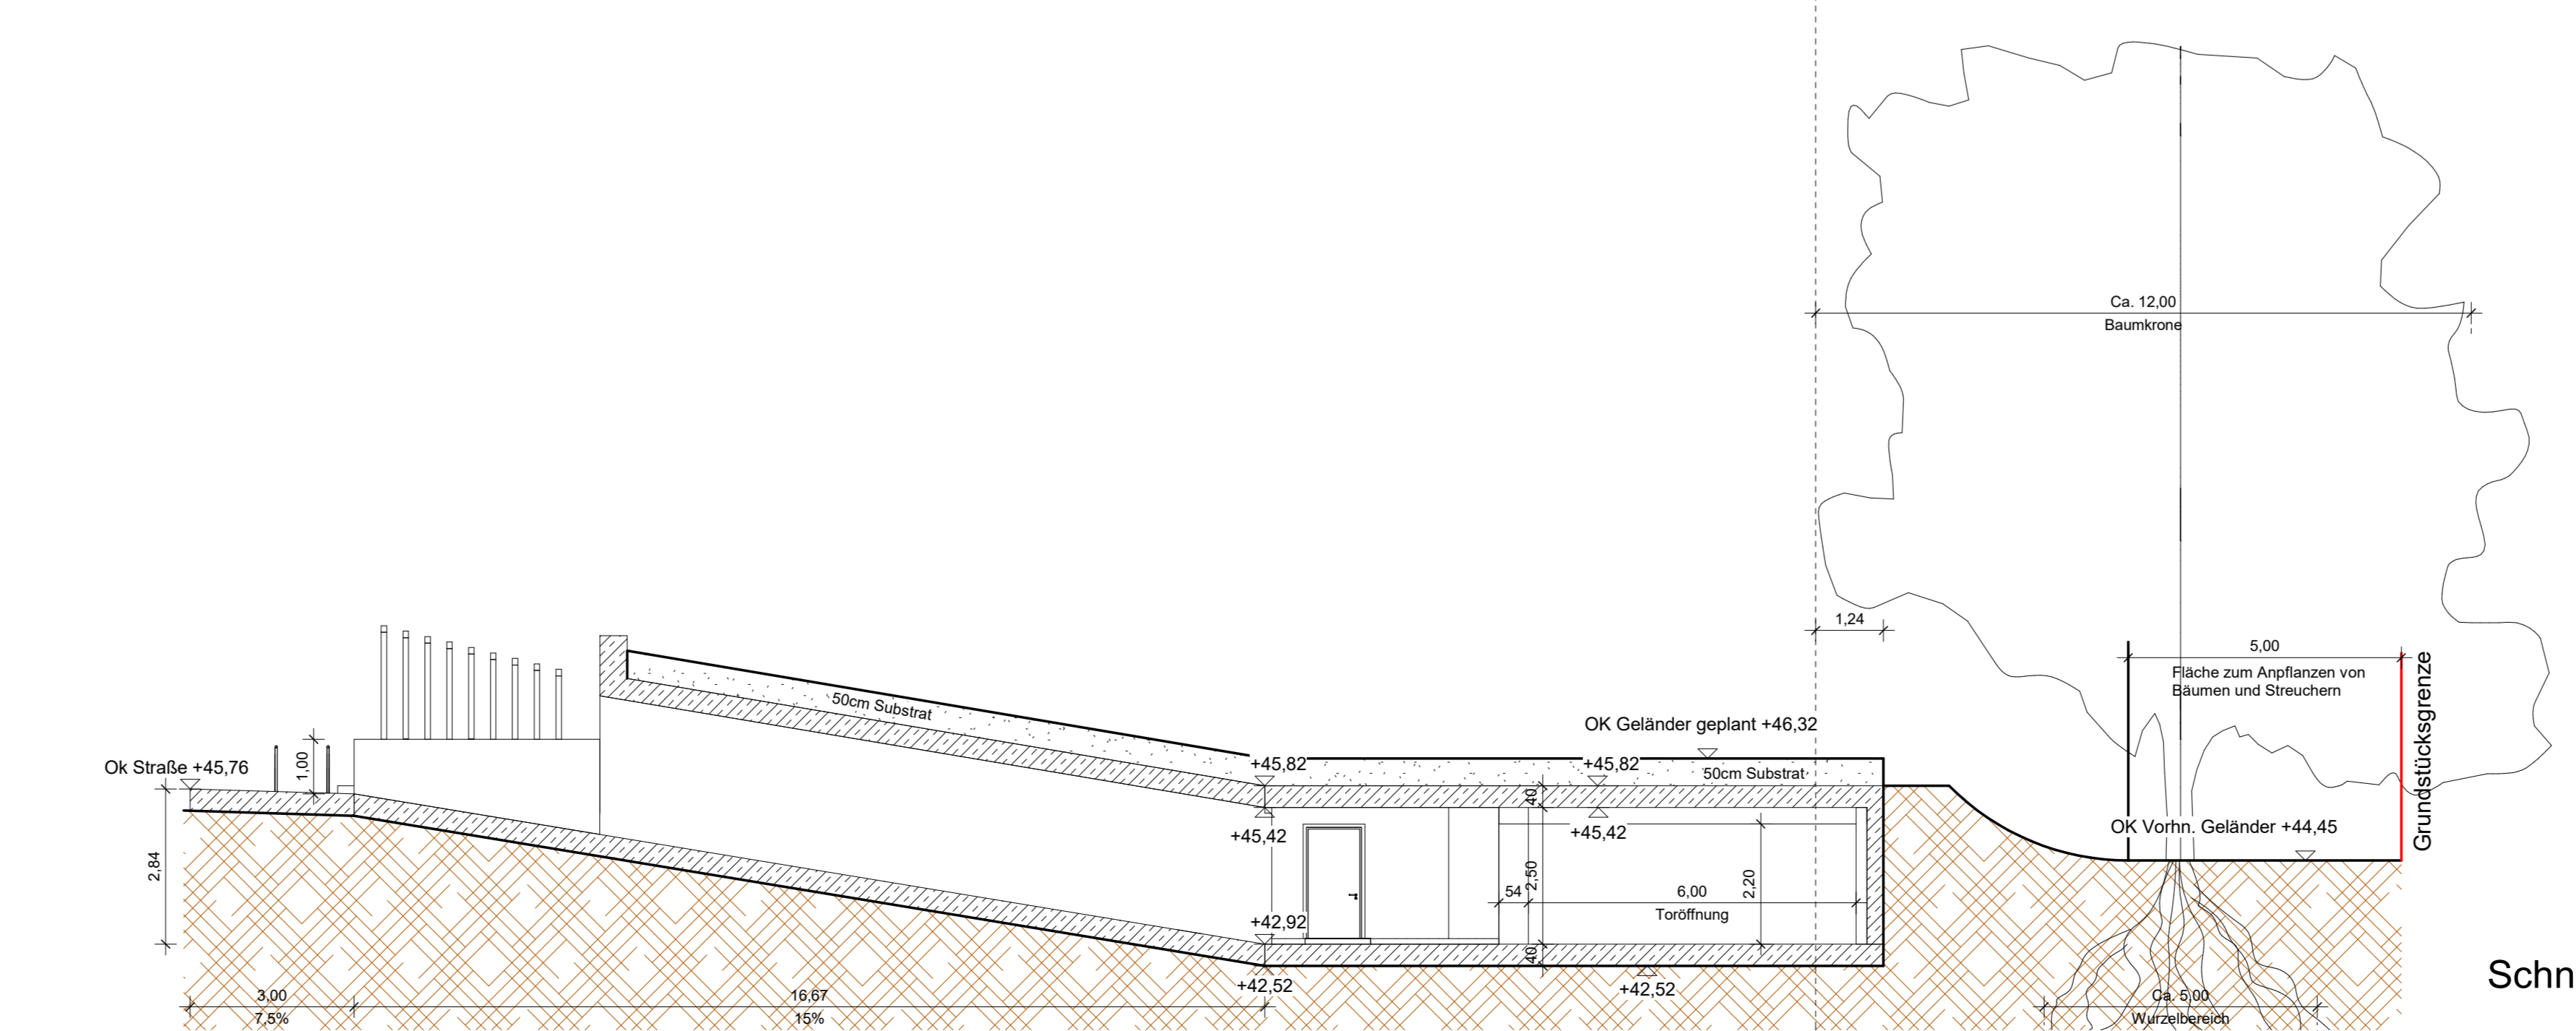 Ca. 12,00
Baumkrone
1,24
5,00
Fläche zum Anpflanzen von
Bäumen und Streuchern
Grundstücksgrenze
50cm Substrat
OK Geländer geplant +46,32
Ok Straße +45,76
1,00
+45,82
+45,82
50cm Substrat
40
+45,42
+45,42
OK Vorhn. Geländer +44,45
2,84
54
2,50
6,00
Toröffnung
2,20
+42,92
40
+42,52
+42,52
Schn
3,00
7,5%
16,67
15%
Ca. 5,00
Wurzelbereich